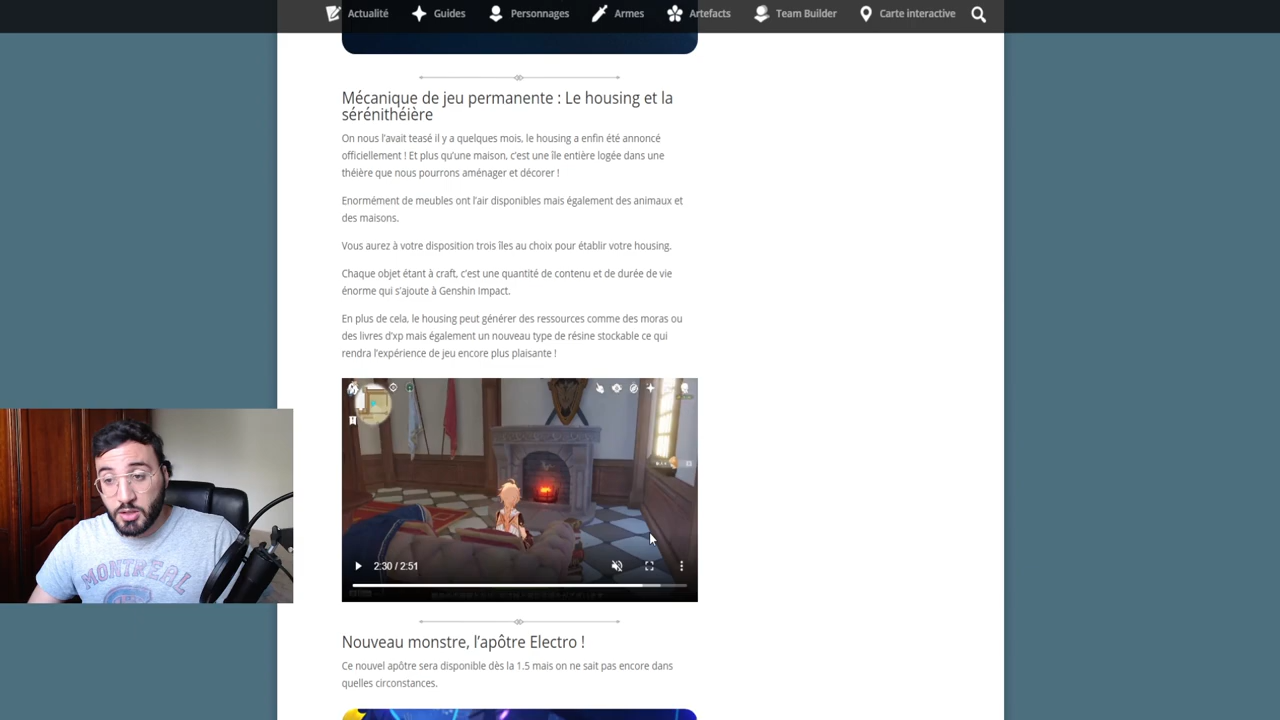 Actualité Guides Personnages Armes Artefacts Team Builder Carte interactive
Mécanique de jeu permanente : Le housing et la
sérénithéière
On nous l'avait teasé il y a quelques mois, le housing a enfin été annoncé
officiellement ! Et plus qu'une maison, c'est une île entière logée dans une
théière que nous pourrons aménager et décorer !
Enormément de meubles ont l'air disponibles mais également des animaux et
des maisons.
Vous aurez à votre disposition trois îles au choix pour établir votre housing.
Chaque objet étant à craft, c'est une quantité de contenu et de durée de vie
énorme qui s'ajoute à Genshin Impact.
En plus de cela, le housing peut générer des ressources comme des moras ou
des livres d'xp mais également un nouveau type de résine stockable ce qui
rendra l'expérience de jeu encore plus plaisante !
2:30 / 2:51
MONTREAL
Nouveau monstre, l'apôtre Electro !
Ce nouvel apôtre sera disponible dès la 1.5 mais on ne sait pas encore dans
quelles circonstances.